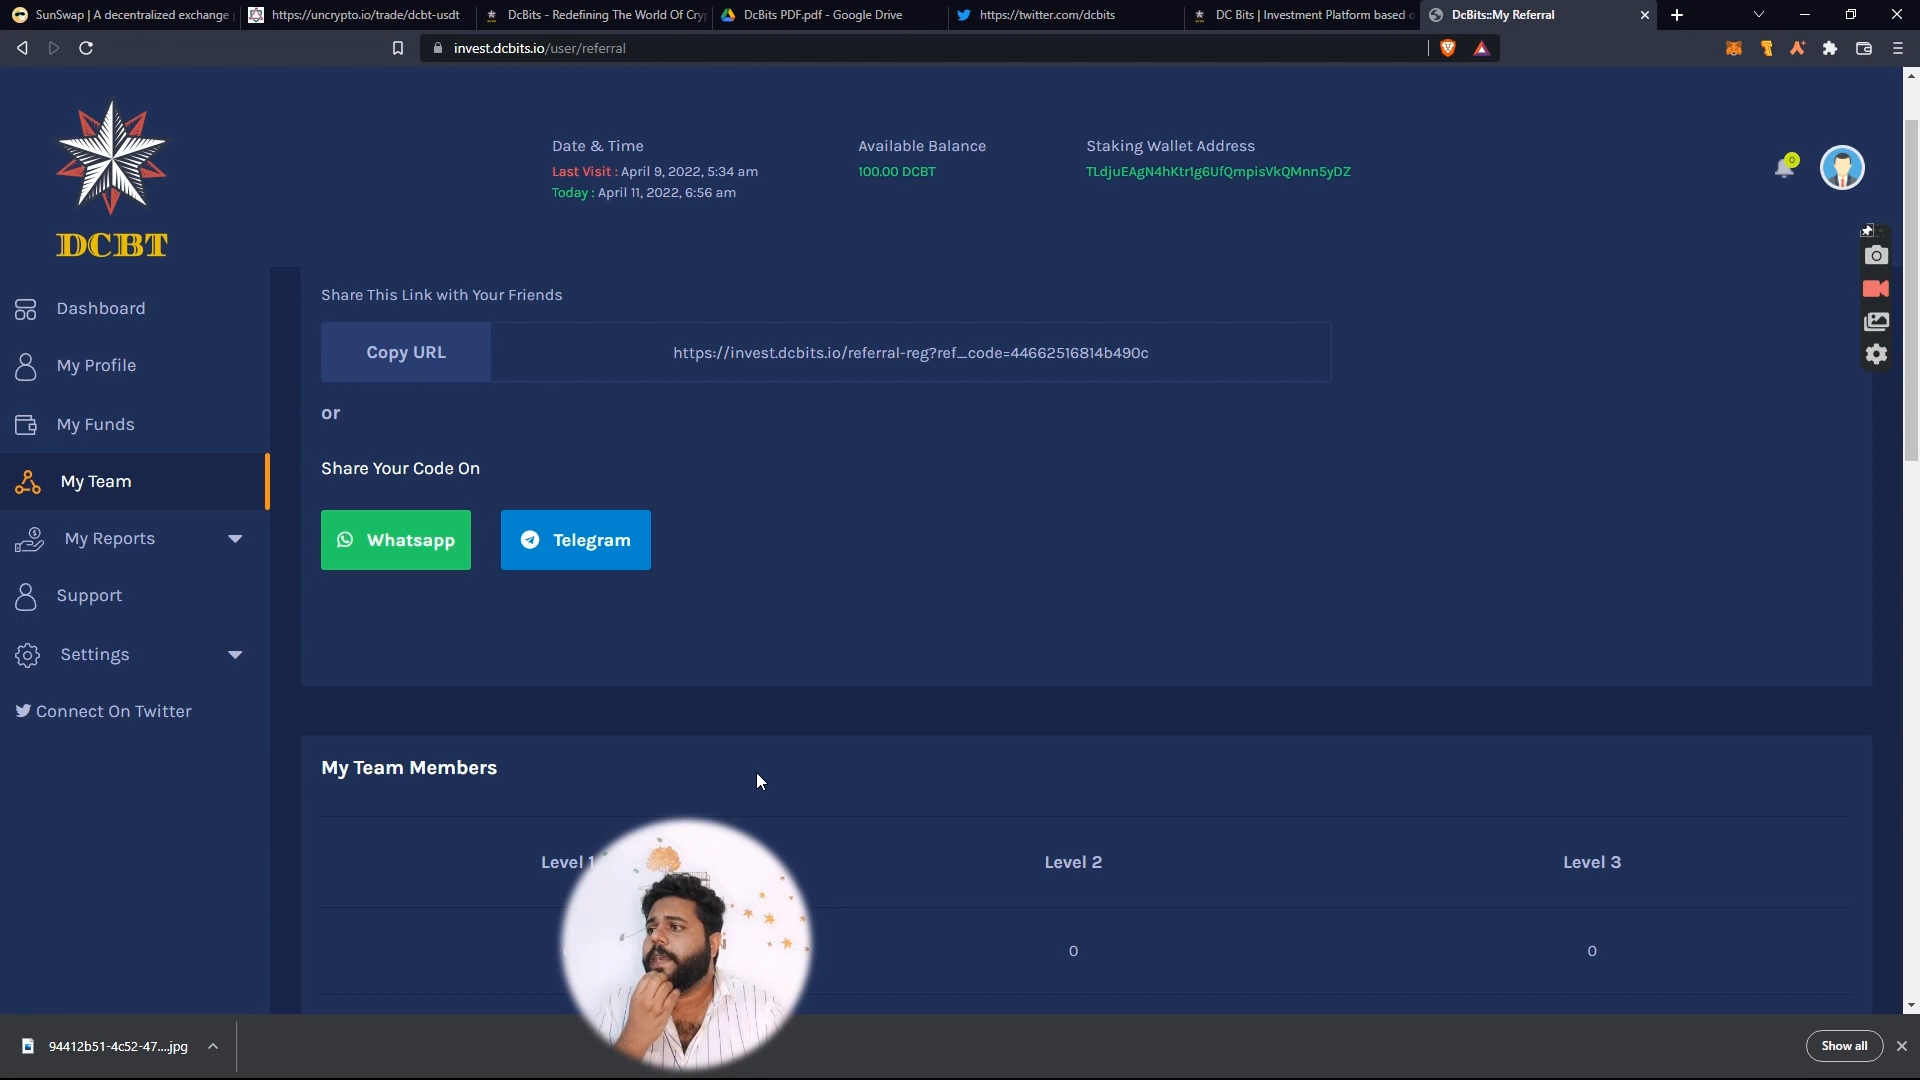 SunSwap | A decentralized exchange
https://uncrypto.io/trade/dcbt-usdt
DcBits - Redefining The World Of Cry
DcBits PDF.pdf - Google Drive
https://twitter.com/dcbits
DC Bits | Investment Platform based
DcBits::My Referral
invest.dcbits.io/user/referral
DCBT
Date & Time
Last Visit : April 9, 2022, 5:34 am
Today : April 11, 2022, 6:56 am
Available Balance
100.00 DCBT
Staking Wallet Address
TLdjuEAgN4hKtr1g6UfQmpisVkQMnn5yDZ
0
Dashboard
My Profile
My Funds
My Team
My Reports
Support
Settings
Connect On Twitter
Share This Link with Your Friends
Copy URL
https://invest.dcbits.io/referral-reg?ref_code=44662516814b490c
or
Share Your Code On
Whatsapp
Telegram
My Team Members
Level 1
Level 2
Level 3
0
0
94412b51-4c52-47....jpg
Show all